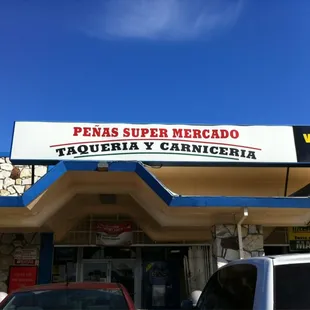 PEÑAS SUPER MERCADO
TAQUERIA Y CARNICERIA